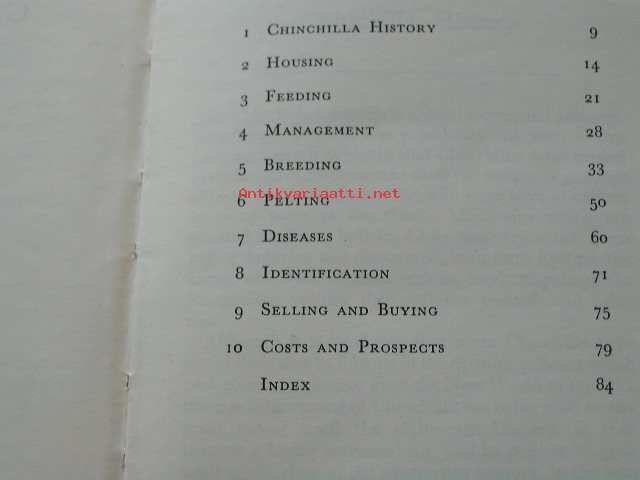 1 Chinchilla History 9
2 Housing 14
3 Feeding 21
4 Management 28
5 Breeding 33
Antikvariaatti.net
6 Pelting 50
7 Diseases 60
8 Identification 71
9 Selling and Buying 75
10 Costs and Prospects 79
Index 84